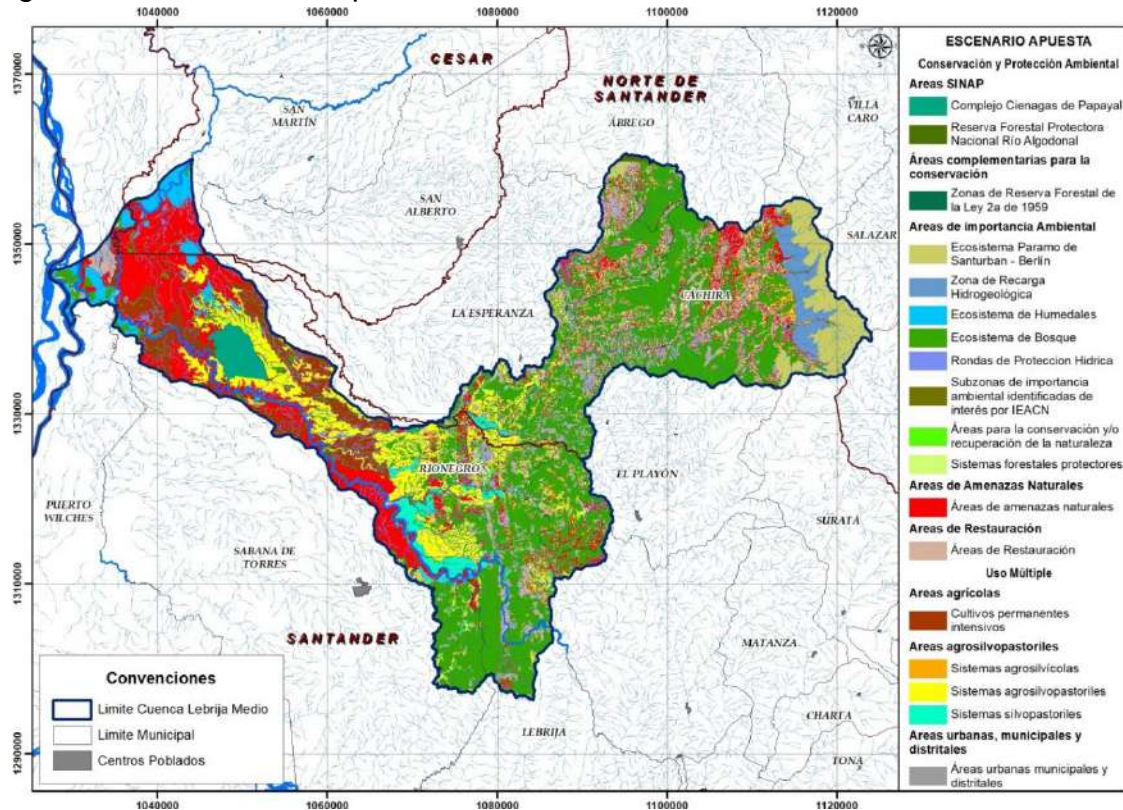 1040000 1060000 1080000 1100000 1120000
1370000
1350000
1330000
1310000
1290000
CESAR
NORTE DE
SANTANDER
SAN
MARTÍN
ÁBREGO
VILLA
CARO
SAN
ALBERTO
SALAZAR
CÁCHIRA
LA ESPERANZA
RIONEGRO
EL PLAYÓN
PUERTO
WILCHES
SURATÁ
SABANA DE
TORRES
SANTANDER
MATANZA
CHARTA
LEBRIJA
TONA
Convenciones
Limite Cuenca Lebrija Medio
Limite Municipal
Centros Poblados
1040000 1060000 1080000 1100000 1120000
ESCENARIO APUESTA
Conservación y Protección Ambiental
Areas SINAP
Complejo Cienagas de Papayal
Reserva Forestal Protectora
Nacional Río Algodonal
Áreas complementarias para la
conservación
Zonas de Reserva Forestal de
la Ley 2a de 1959
Areas de importancia Ambiental
Ecosistema Paramo de
Santurban - Berlín
Zona de Recarga
Hidrogeológica
Ecosistema de Humedales
Ecosistema de Bosque
Rondas de Proteccion Hidrica
Subzonas de importancia
ambiental identificadas de
interés por IEACN
Áreas para la conservación y/o
recuperación de la naturaleza
Sistemas forestales protectores
Areas de Amenazas Naturales
Áreas de amenazas naturales
Areas de Restauración
Áreas de Restauración
Uso Múltiple
Areas agrícolas
Cultivos permanentes
intensivos
Areas agrosilvopastoriles
Sistemas agrosilvícolas
Sistemas agrosilvopastoriles
Sistemas silvopastoriles
Areas urbanas, municipales y
distritales
Áreas urbanas municipales y
distritales